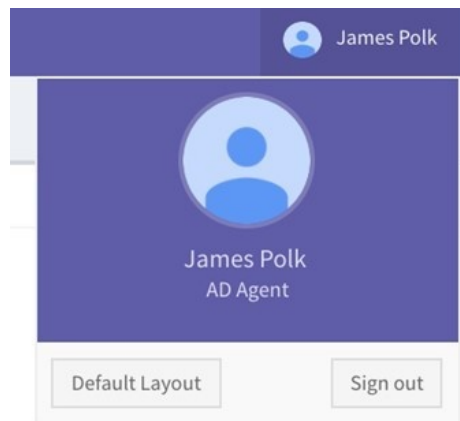 James Polk
James Polk
AD Agent
Default Layout
Sign out